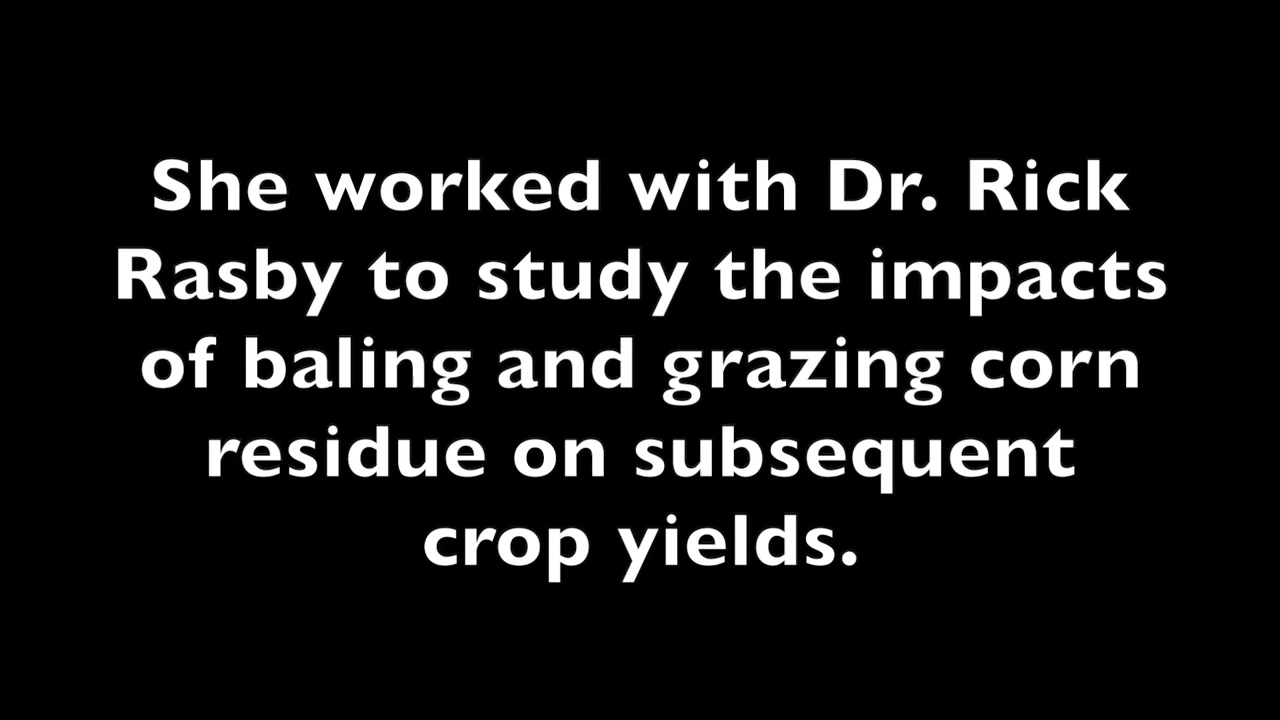 She worked with Dr. Rick
Rasby to study the impacts
of baling and grazing corn
residue on subsequent
crop yields.